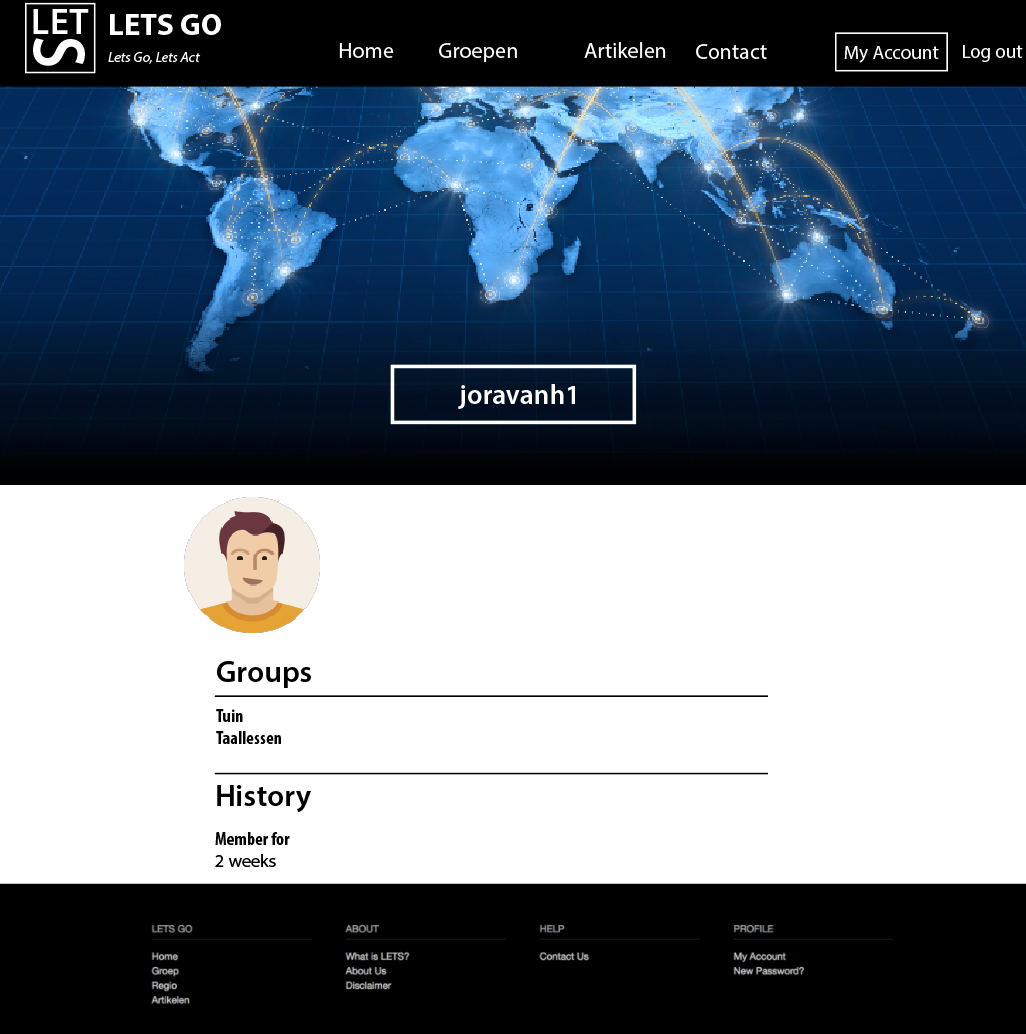 LET
S
LETS GO
Lets Go, Lets Act
Home Groepen Artikelen Contact My Account Log out
joravanh1
Groups
Tuin
Taallessen
History
Member for
2 weeks
LETS GO ABOUT HELP PROFILE
Home What is LETS? Contact Us My Account
Groep About Us New Password?
Regio Disclaimer
Artikelen